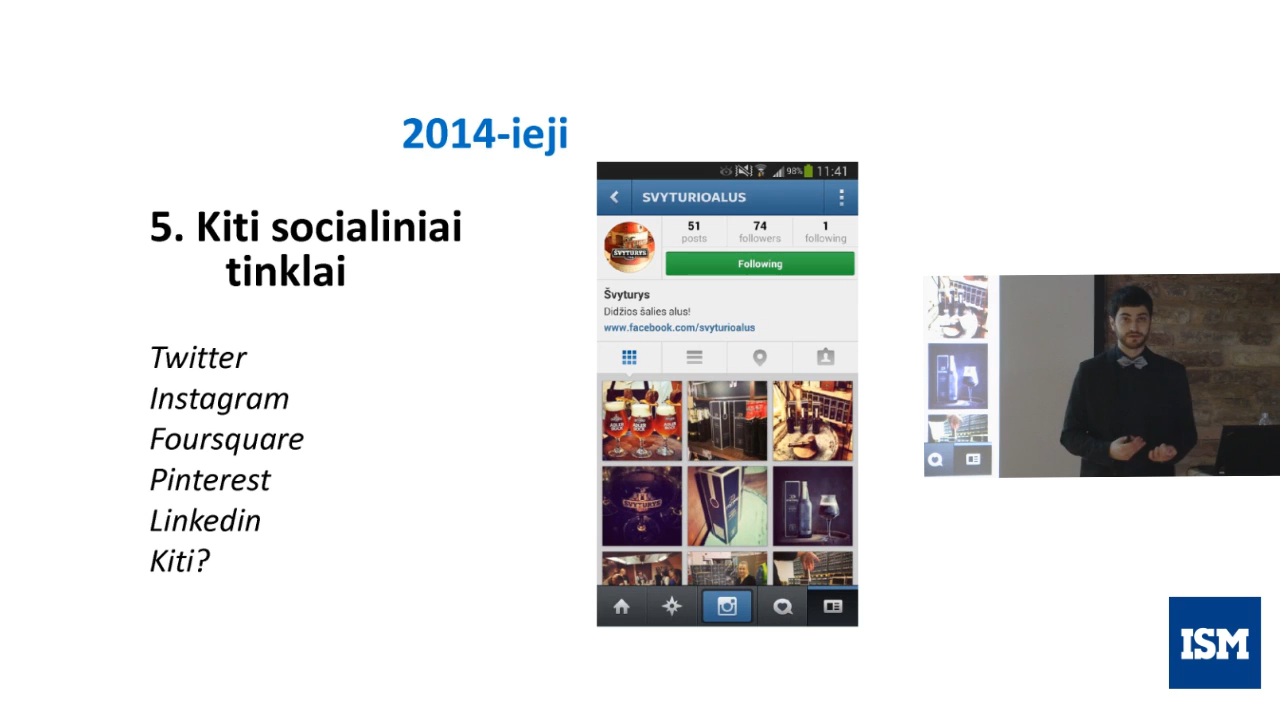 2014-ieji
5. Kiti socialiniai
tinklai
Twitter
Instagram
Foursquare
Pinterest
Linkedin
Kiti?
98% 11:41
SVYTURIOALUS
51 74 1
posts followers following
Following
ŠVYTURYS
Švyturys
Didžios šalies alus!
www.facebook.com/svyturioalus
ISM